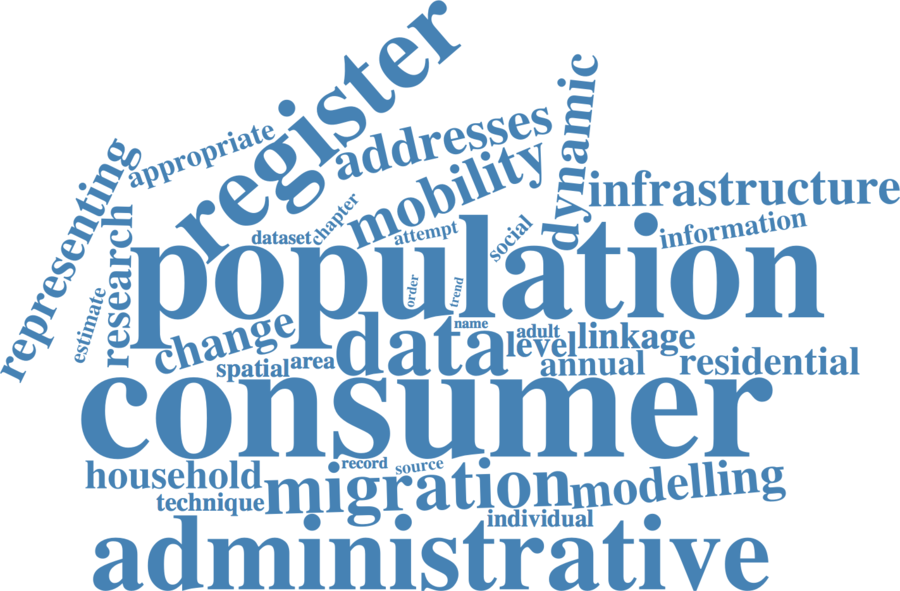 register
appropriate
addresses
dynamic
representing
mobility
infrastructure
research
dataset
chapter
attempt
social
information
population
order
trend
estimate
change
data
name
adult
level
linkage
spatial
area
annual
residential
consumer
household
record
source
migration
modelling
technique
individual
administrative